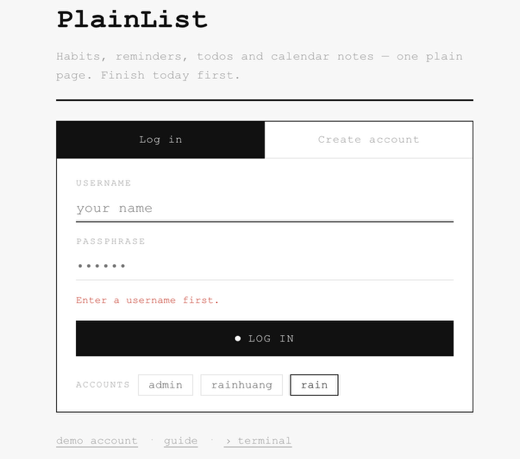 PlainList
Habits, reminders, todos and calendar notes — one plain
page. Finish today first.
Log in
Create account
USERNAME
your name
PASSPHRASE
••••••
Enter a username first.
● LOG IN
ACCOUNTS admin rainhuang rain
demo account · guide · › terminal